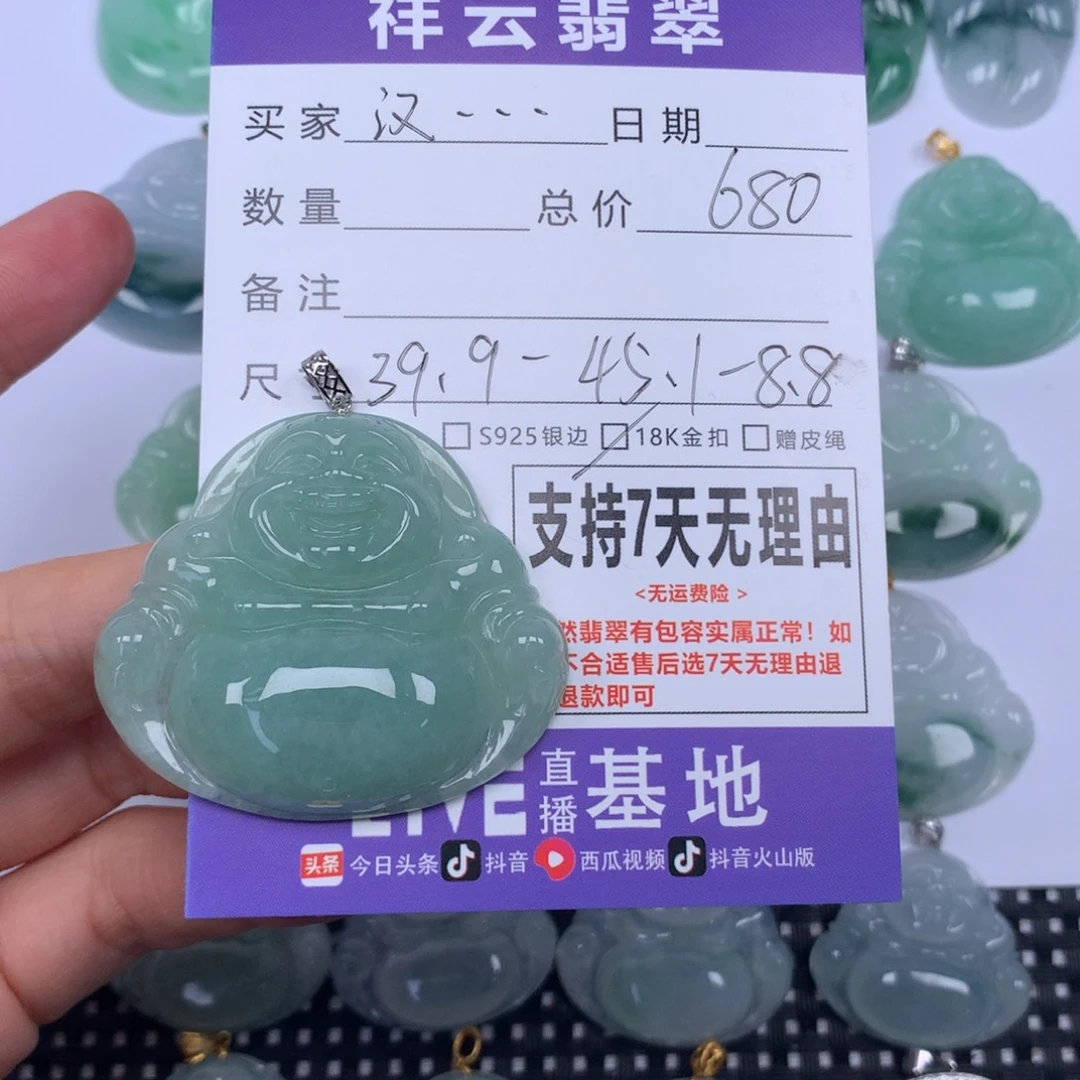 祥云翡翠
买家 汉... 日期
数量 总价 680
备注
尺 39.9-45.1-8.8
S925银边 18K金扣 赠皮绳
支持7天无理由
<无运费险>
然翡翠有包容实属正常！如
不合适售后选7天无理由退
退款即可
LIVE 直播 基地
头条 今日头条 抖音 西瓜视频 抖音火山版